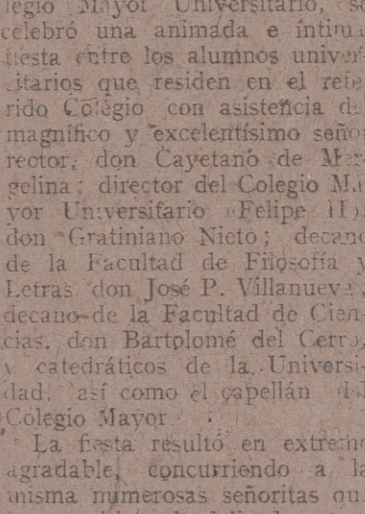 legio Mayor Universitario, se
celebró una animada e íntima
fiesta entre los alumnos univer-
sitarios que residen en el refe-
rido Colegio con asistencia de
magnífico y excelentísimo señor
rector, don Cayetano de Mer-
gelina; director del Colegio Ma
yor Universitario «Felipe II»,
don Gratiniano Nieto; decano
de la Facultad de Filosofía y
Letras don José P. Villanueva,
decano de la Facultad de Cien-
cias, don Bartolomé del Cerro,
y catedráticos de la Universi-
dad, así como el capellán del
Colegio Mayor
La fiesta resultó en extremo
agradable, concurriendo a la
misma numerosas señoritas qu